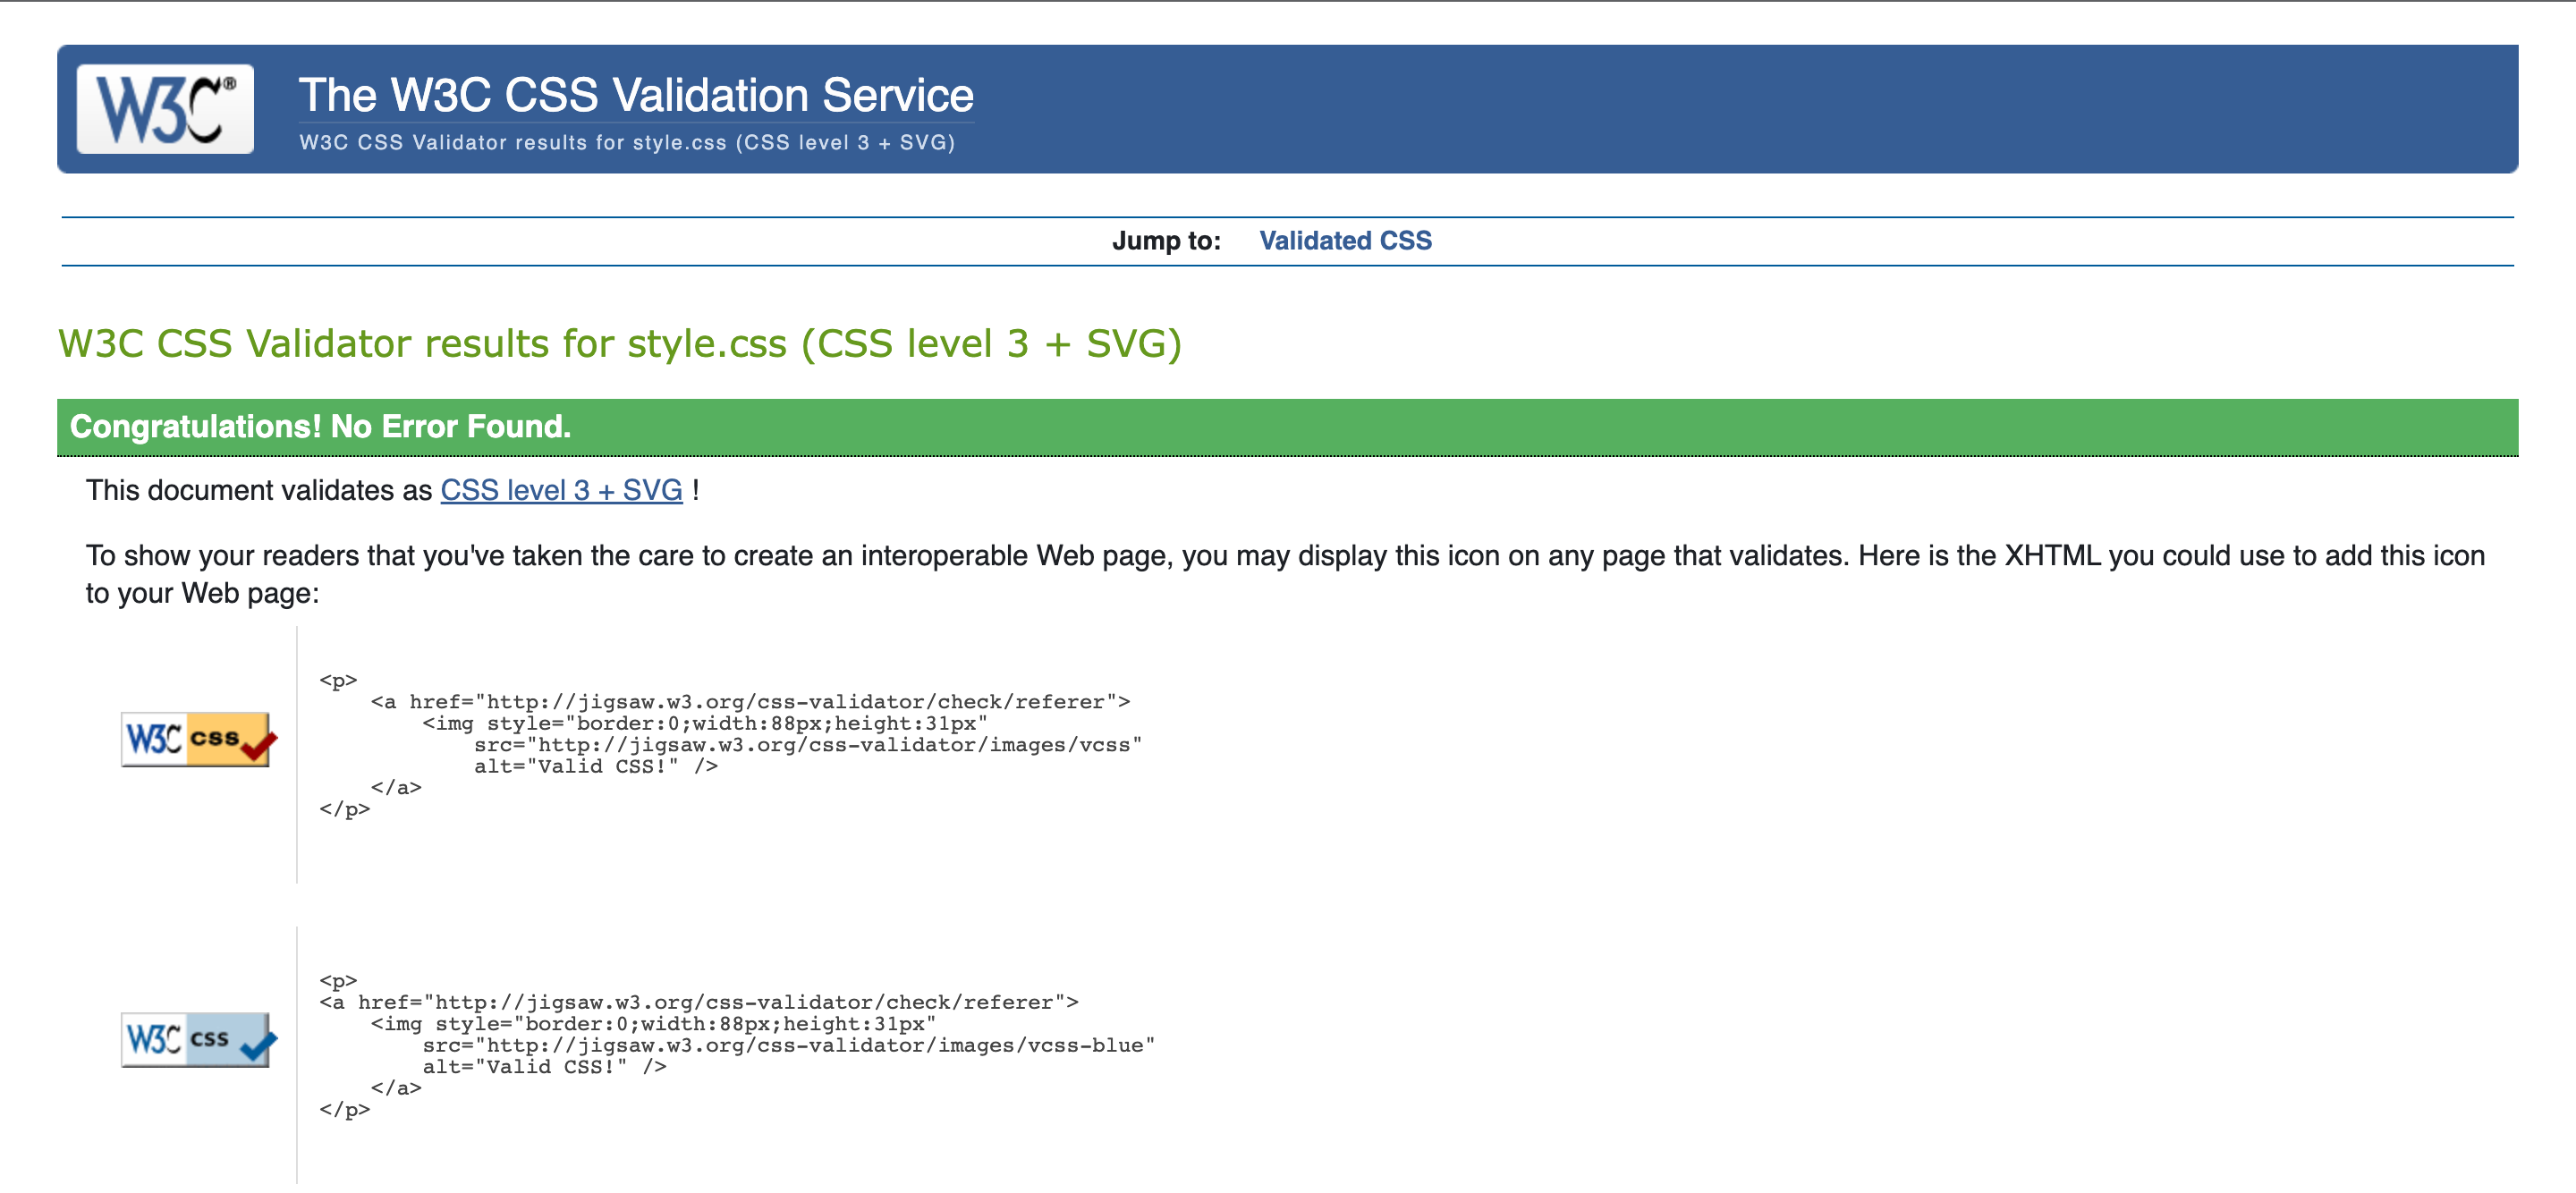 W3C®
The W3C CSS Validation Service
W3C CSS Validator results for style.css (CSS level 3 + SVG)
Jump to: Validated CSS
W3C CSS Validator results for style.css (CSS level 3 + SVG)
Congratulations! No Error Found.
This document validates as CSS level 3 + SVG !
To show your readers that you've taken the care to create an interoperable Web page, you may display this icon on any page that validates. Here is the XHTML you could use to add this icon
to your Web page:
<p>
    <a href="http://jigsaw.w3.org/css-validator/check/referer">
        <img style="border:0;width:88px;height:31px"
            src="http://jigsaw.w3.org/css-validator/images/vcss"
W3C css
            alt="Valid CSS!" />
    </a>
</p>
<p>
<a href="http://jigsaw.w3.org/css-validator/check/referer">
    <img style="border:0;width:88px;height:31px"
W3C css
        src="http://jigsaw.w3.org/css-validator/images/vcss-blue"
        alt="Valid CSS!" />
    </a>
</p>